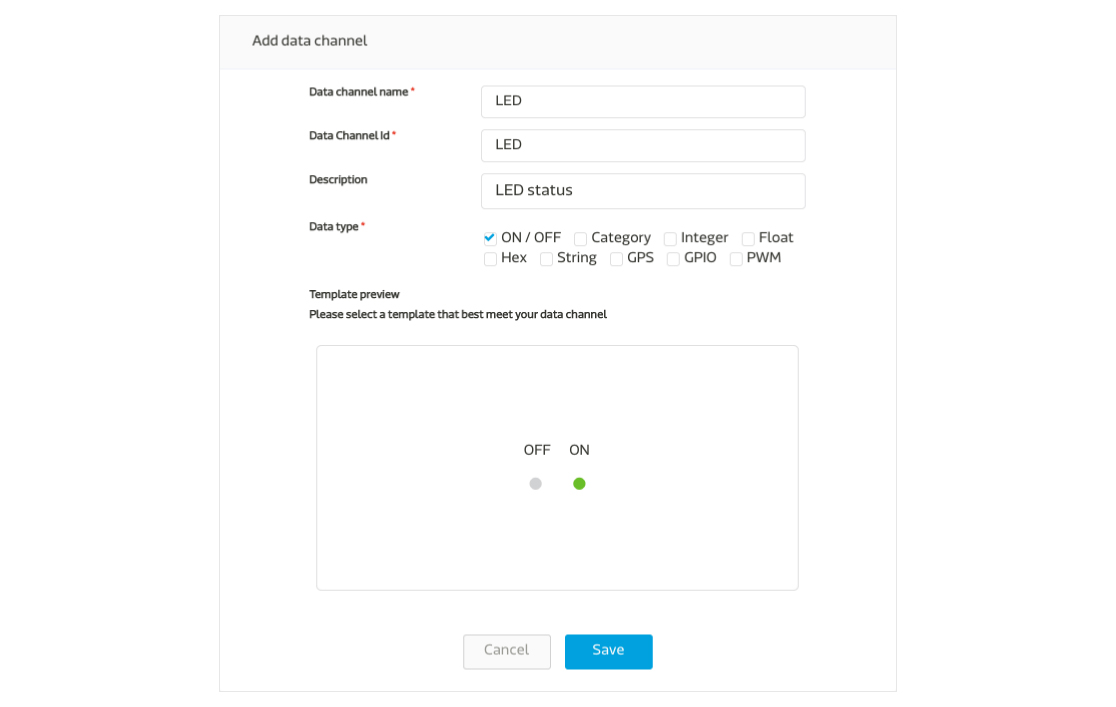 Add data channel
Data channel name *
LED
Data Channel Id *
LED
Description
LED status
Data type *
ON / OFF Category Integer Float
Hex String GPS GPIO PWM
Template preview
Please select a template that best meet your data channel
OFF ON
Cancel Save